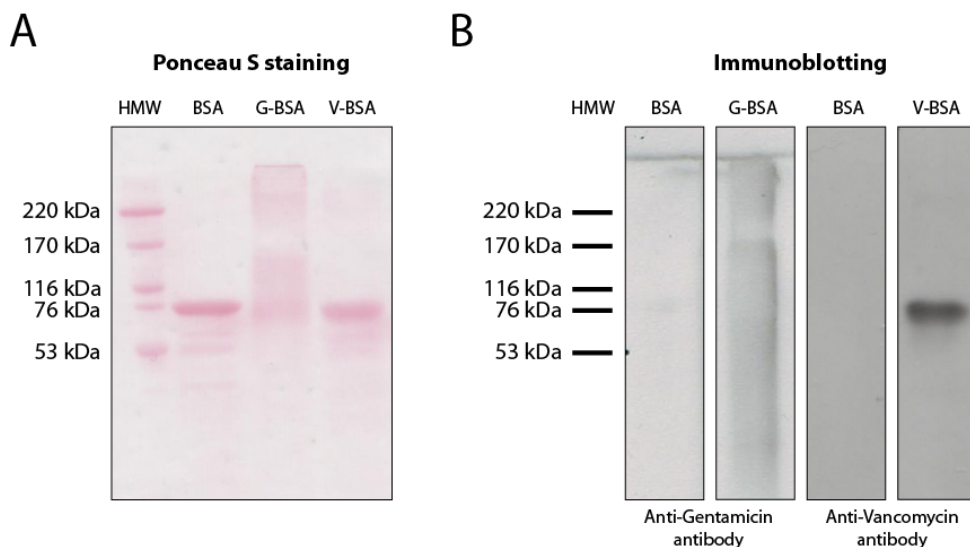 A
Ponceau S staining
HMW BSA G-BSA V-BSA
220 kDa
170 kDa
116 kDa
76 kDa
53 kDa
B
Immunoblotting
HMW BSA G-BSA BSA V-BSA
220 kDa
170 kDa
116 kDa
76 kDa
53 kDa
Anti-Gentamicin
antibody
Anti-Vancomycin
antibody